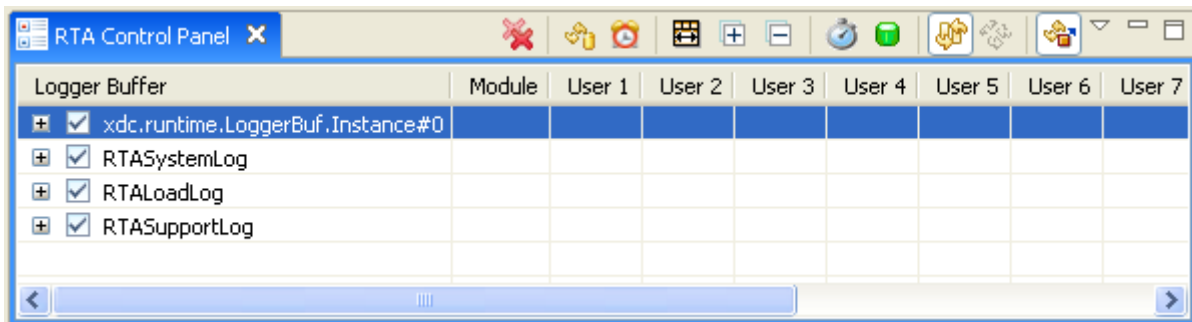 RTA Control Panel
Logger Buffer Module User 1 User 2 User 3 User 4 User 5 User 6 User 7
xdc.runtime.LoggerBuf.Instance#0
RTASystemLog
RTALoadLog
RTASupportLog